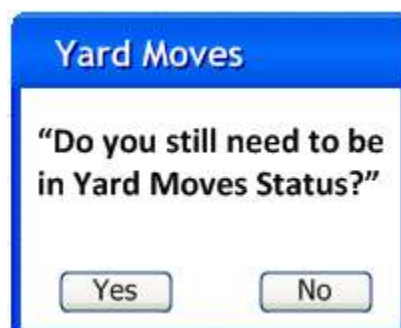 Yard Moves
“Do you still need to be
in Yard Moves Status?”
Yes
No